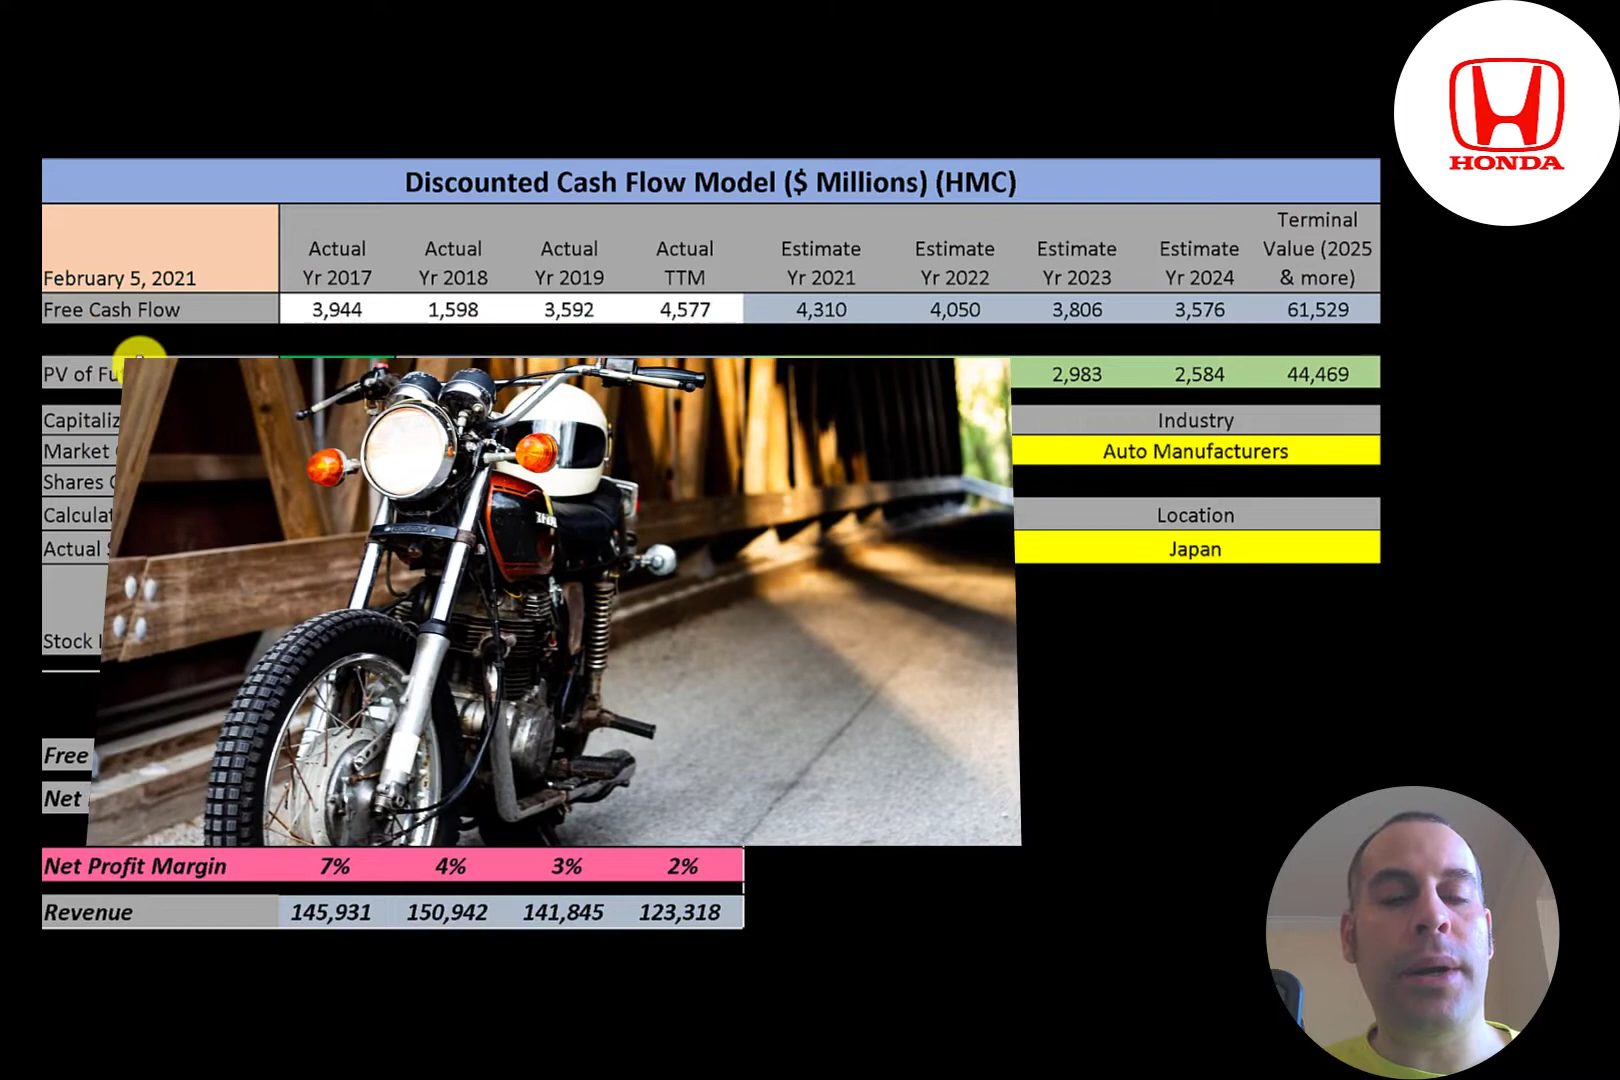 HONDA
Discounted Cash Flow Model ($ Millions) (HMC)
February 5, 2021 Actual Yr 2017 Actual Yr 2018 Actual Yr 2019 Actual TTM Estimate Yr 2021 Estimate Yr 2022 Estimate Yr 2023 Estimate Yr 2024 Terminal Value (2025 & more)
Free Cash Flow 3,944 1,598 3,592 4,577 4,310 4,050 3,806 3,576 61,529
PV of 2,983 2,584 44,469
Industry
Market Auto Manufacturers
Shares
Location
Actual Japan
Stock
Free
Net
Net Profit Margin 7% 4% 3% 2%
Revenue 145,931 150,942 141,845 123,318